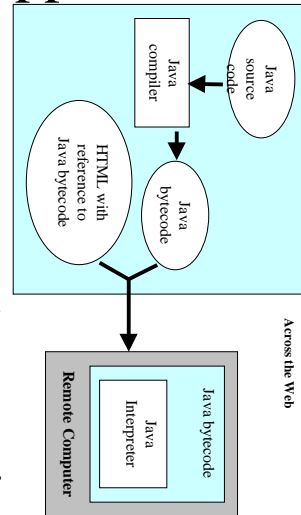 Across the Web
Java
source
code
Java
compiler
Java
bytecode
HTML with
reference to
Java bytecode
Java bytecode
Java
Interpreter
Remote Computer